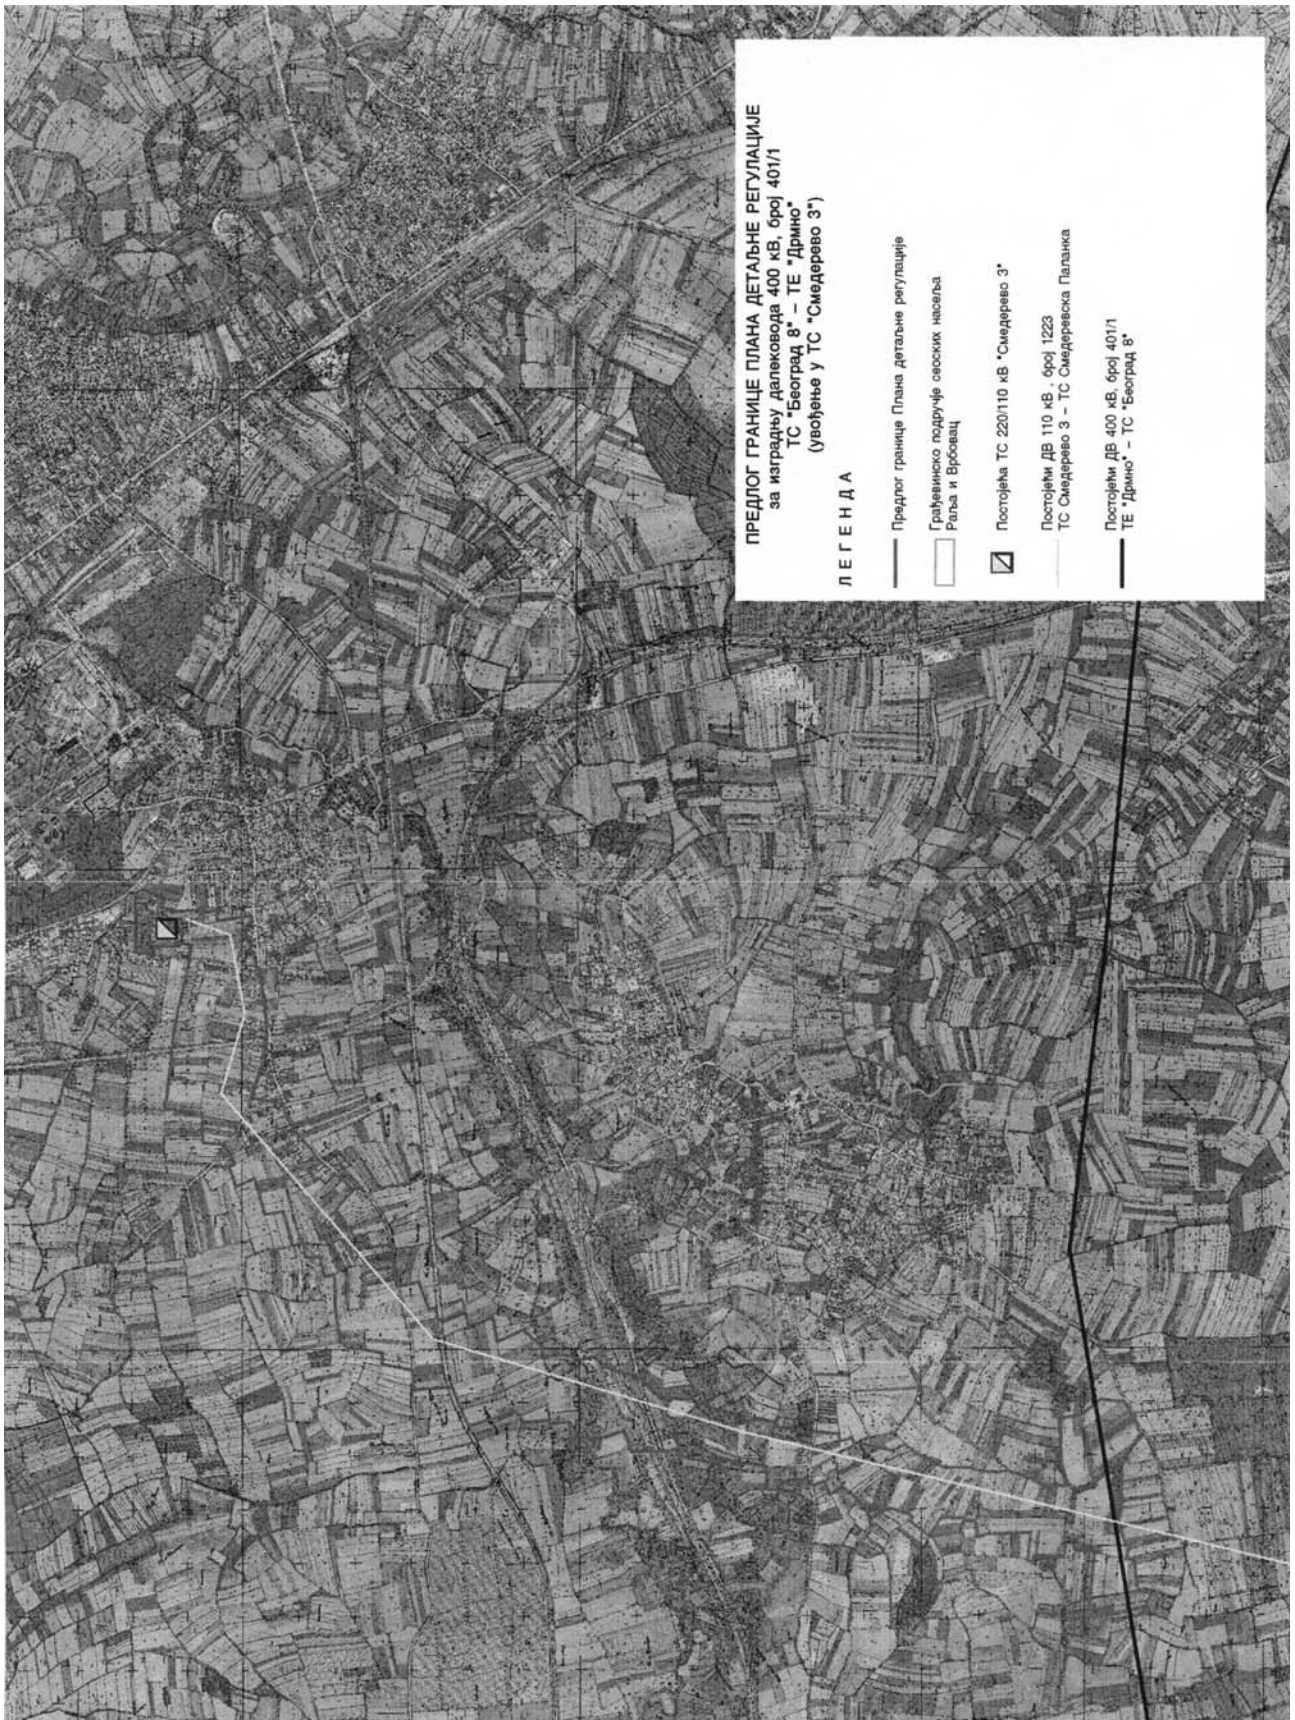 ПРЕДЛОГ ГРАНИЦЕ ПЛАНА ДЕТАЉНЕ РЕГУЛАЦИЈЕ
за изградњу далековода 400 кВ, број 401/1
ТС "Београд 8" – ТЕ "Дрмно"
(увођење у ТС "Смедерево 3")
ЛЕГЕНДА
Предлог границе Плана детаљне регулације
Грађевинско подручје сеоских насеља
Раља и Врбовац
Постојећа ТС 220/110 кВ "Смедерево 3"
Постојећи ДВ 110 кВ , број 1223
ТС Смедерево 3 – ТС Смедеревска Паланка
Постојећи ДВ 400 кВ, број 401/1
ТЕ "Дрмно" – ТС "Београд 8"